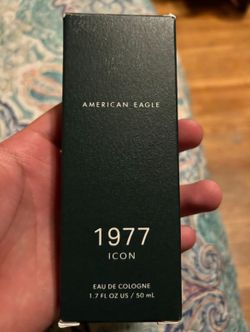 AMERICAN EAGLE
1977
ICON
EAU DE COLOGNE
1.7 FL OZ US / 50 mL